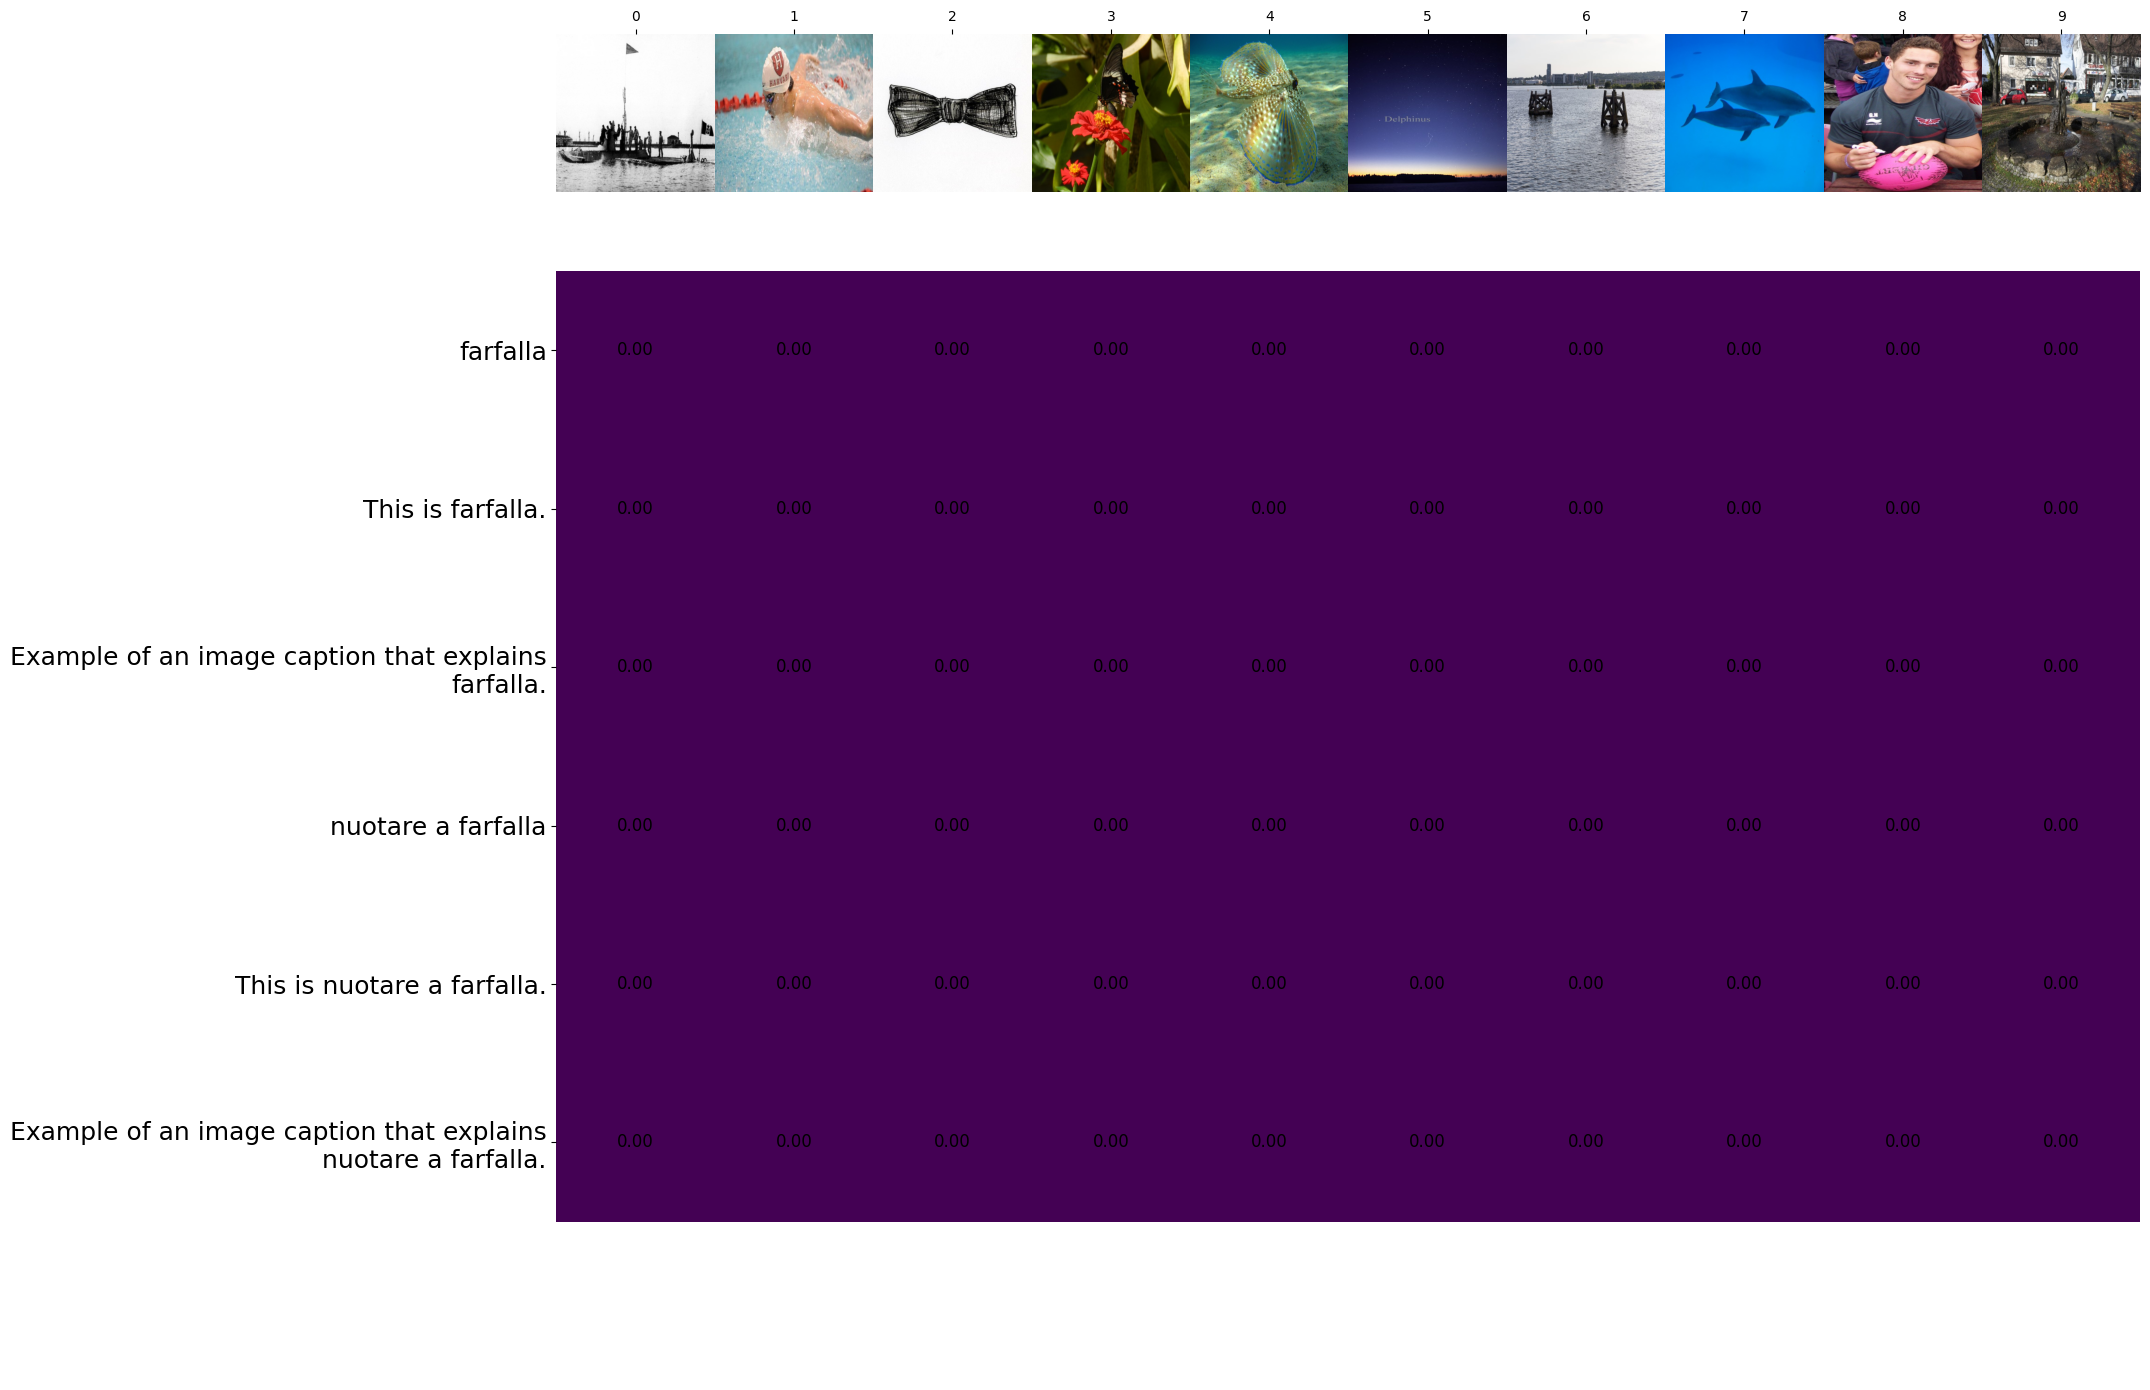 0 1 2 3 4 5 6 7 8 9
HARVARD
Delphinus
farfalla
0.00 0.00 0.00 0.00 0.00 0.00 0.00 0.00 0.00 0.00
This is farfalla.
0.00 0.00 0.00 0.00 0.00 0.00 0.00 0.00 0.00 0.00
Example of an image caption that explains
farfalla.
0.00 0.00 0.00 0.00 0.00 0.00 0.00 0.00 0.00 0.00
nuotare a farfalla
0.00 0.00 0.00 0.00 0.00 0.00 0.00 0.00 0.00 0.00
This is nuotare a farfalla.
0.00 0.00 0.00 0.00 0.00 0.00 0.00 0.00 0.00 0.00
Example of an image caption that explains
nuotare a farfalla.
0.00 0.00 0.00 0.00 0.00 0.00 0.00 0.00 0.00 0.00